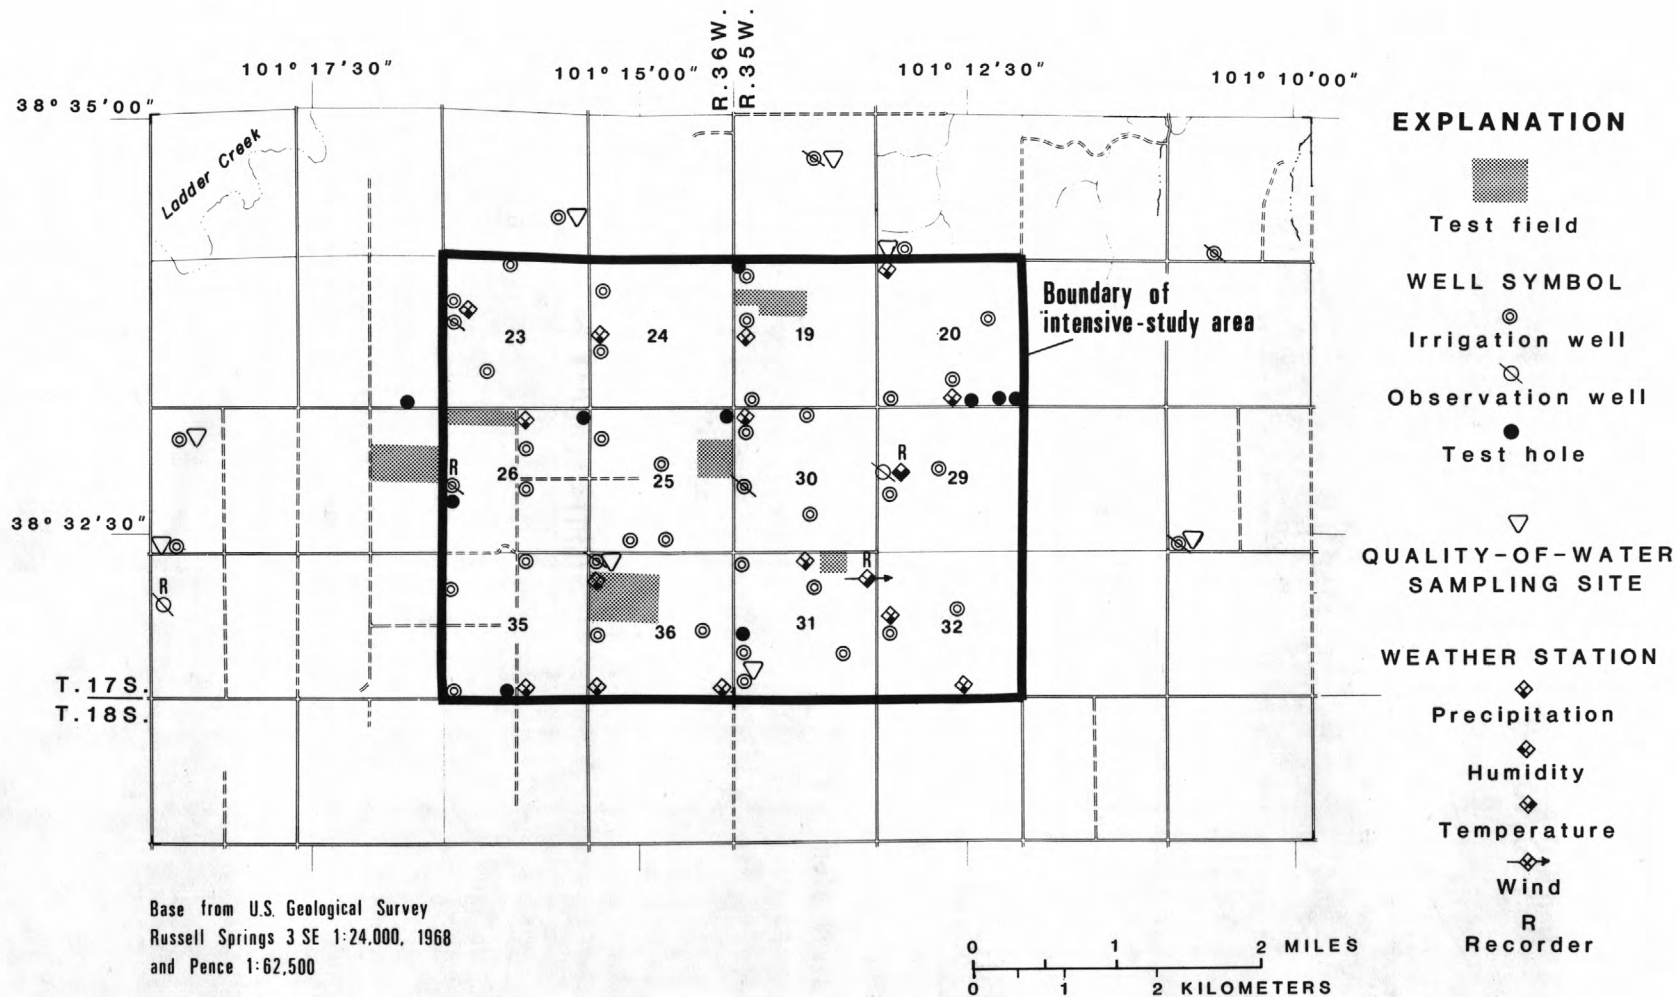 R.36W.
R.35W.
101° 17'30"
101° 15'00"
101° 12'30"
101° 10'00"
38° 35'00"
Ladder Creek
Boundary of
intensive-study area
23
24
19
20
R
R
26
25
30
29
38° 32'30"
R
R
35
36
31
32
T.17S.
T.18S.
EXPLANATION
Test field
WELL SYMBOL
Irrigation well
Observation well
Test hole
QUALITY-OF-WATER
SAMPLING SITE
WEATHER STATION
Precipitation
Humidity
Temperature
Wind
R
Recorder
Base from U.S. Geological Survey
Russell Springs 3 SE 1:24,000, 1968
and Pence 1:62,500
0 1 2 MILES
0 1 2 KILOMETERS